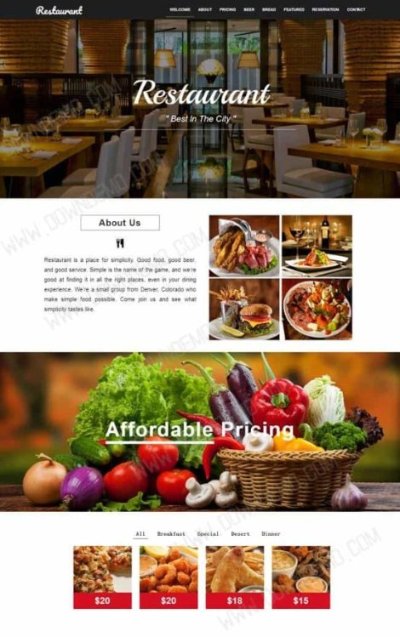 Restaurant
WELCOME ABOUT PRICING BEER BREAD FEATURED RESERVATION CONTACT
Restaurant
" Best In The City "
About Us
Restaurant is a place for simplicity. Good food, good beer,
and good service. Simple is the name of the game, and we're
good at finding it in all the right places, even in your dining
experience. We're a small group from Denver, Colorado who
make simple food possible. Come join us and see what
simplicity tastes like.
Affordable Pricing
All Breakfast Special Desert Dinner
$20 $20 $18 $15